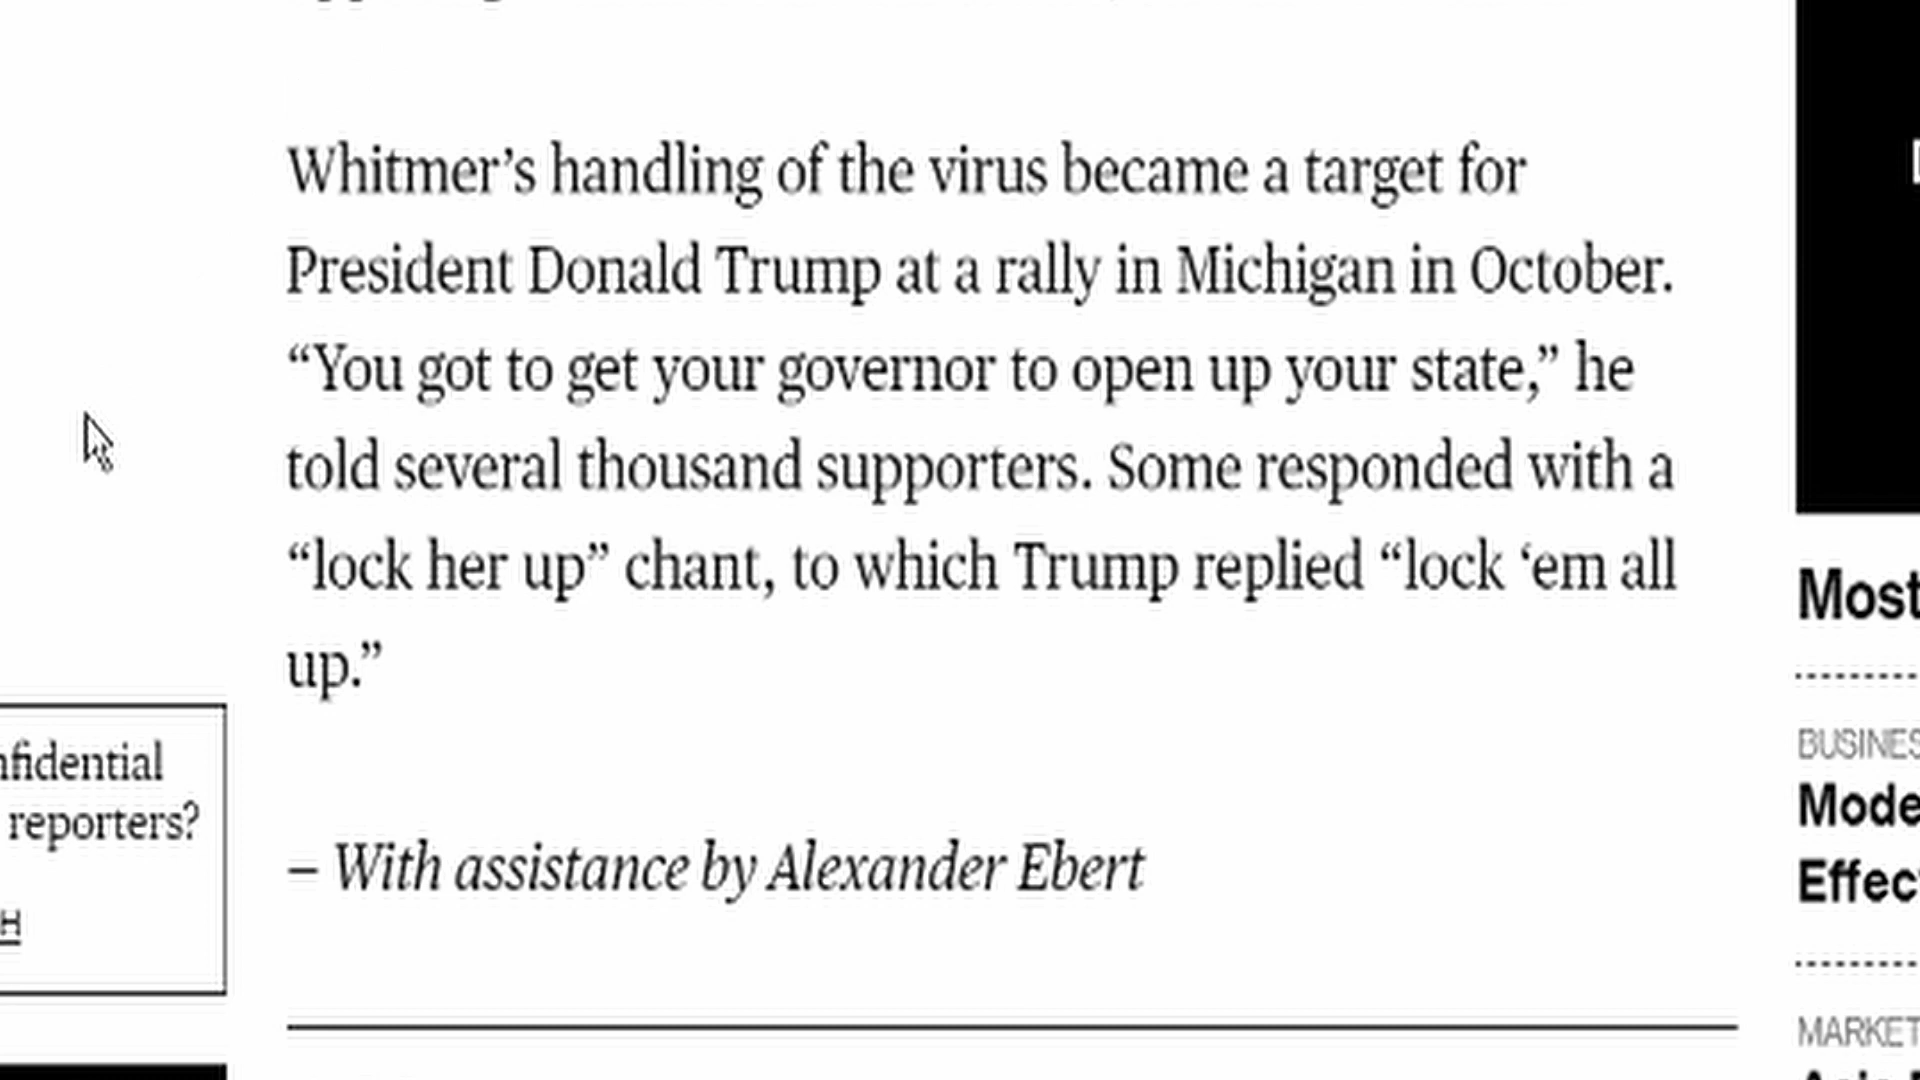 Whitmer’s handling of the virus became a target for
President Donald Trump at a rally in Michigan in October.
“You got to get your governor to open up your state,” he
told several thousand supporters. Some responded with a
“lock her up” chant, to which Trump replied “lock ‘em all
up.”
– With assistance by Alexander Ebert
nfidential
reporters?
H
Most
BUSINES
Mode
Effec
MARKET